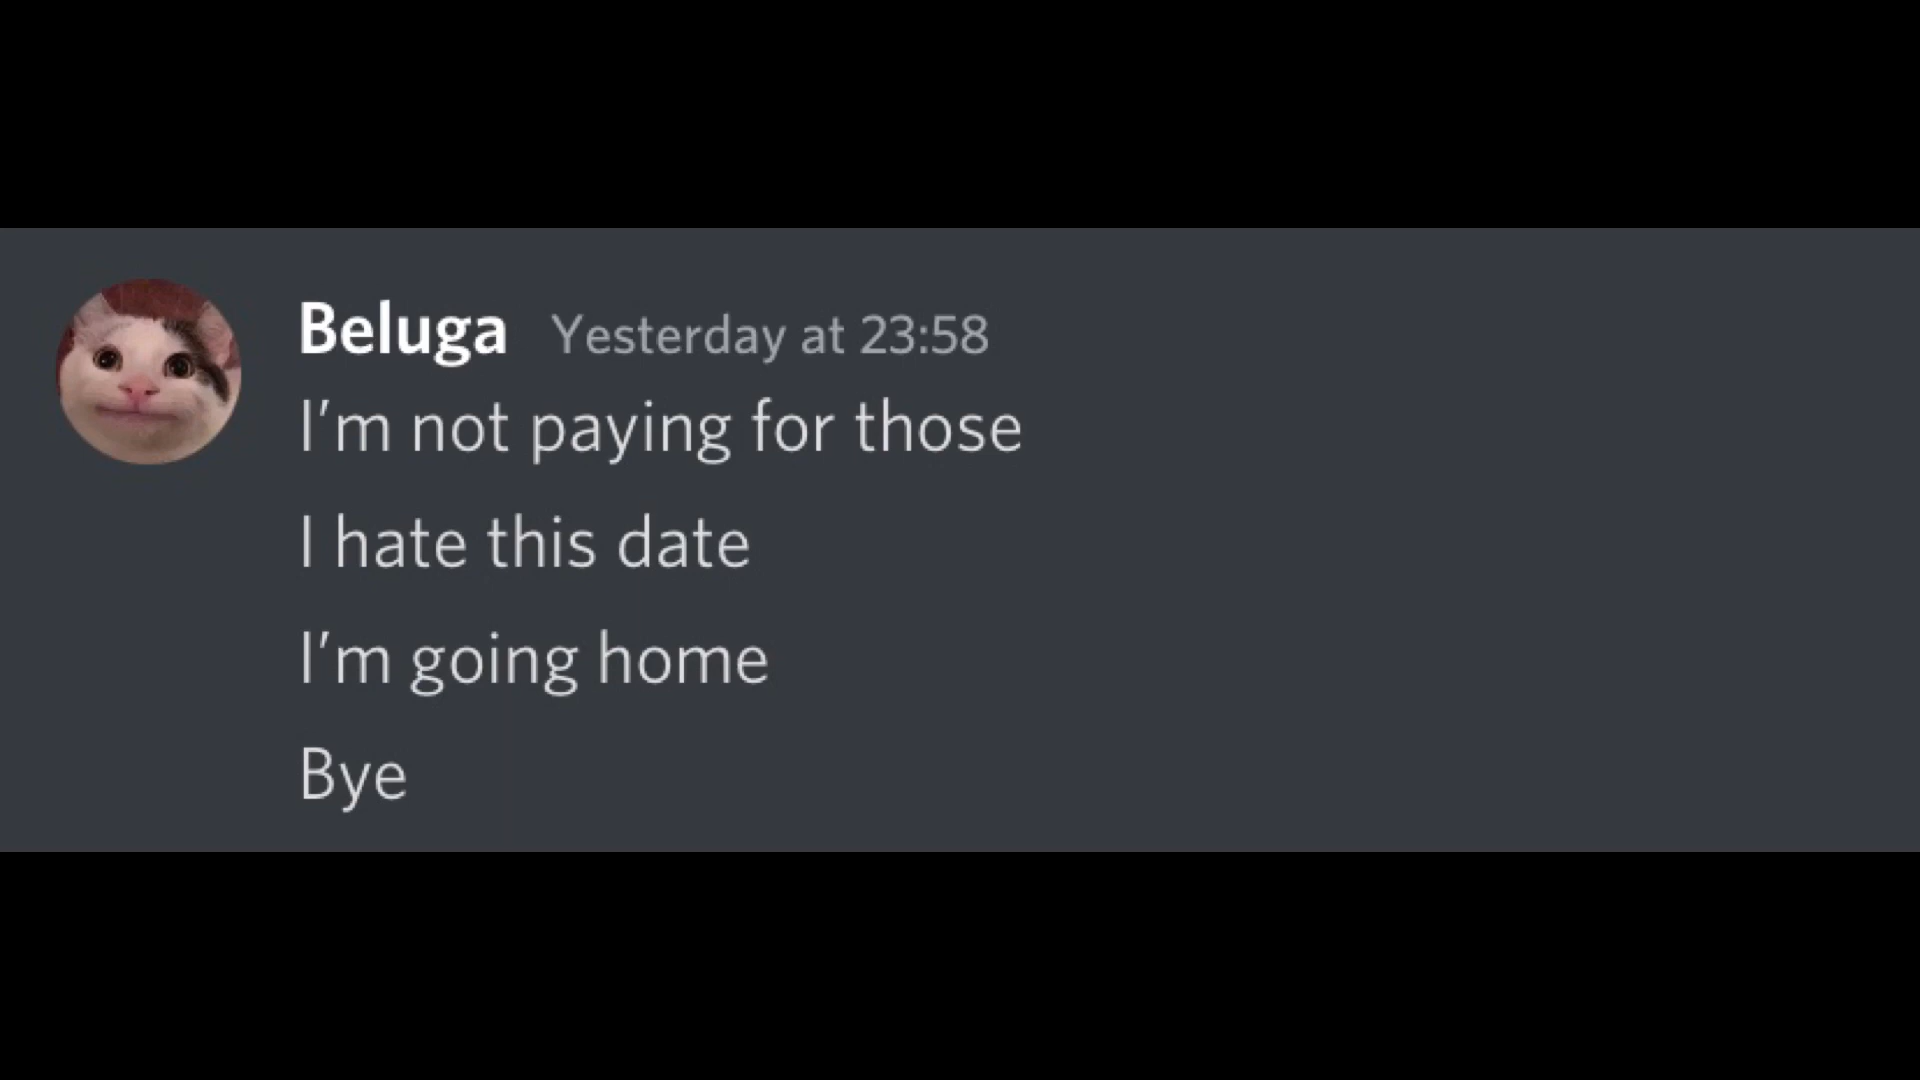 Beluga Yesterday at 23:58
I’m not paying for those
I hate this date
I’m going home
Bye